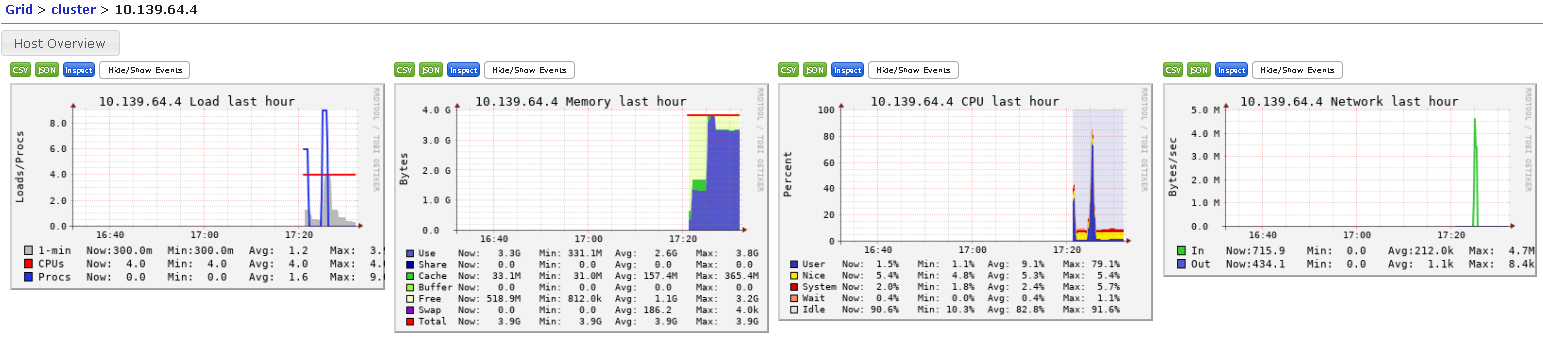 Grid > cluster > 10.139.64.4
Host Overview
CSV JSON Inspect Hide/Show Events
10.139.64.4 Load last hour
RRDTOOL / TOBI OETIKER
Loads/Procs
8.0
6.0
4.0
2.0
0.0
16:40 17:00 17:20
1-min Now:300.0m Min:300.0m Avg: 1.2 Max: 3.
CPUs Now: 4.0 Min: 4.0 Avg: 4.0 Max: 4.
Procs Now: 0.0 Min: 0.0 Avg: 1.6 Max: 9.
CSV JSON Inspect Hide/Show Events
10.139.64.4 Memory last hour
RRDTOOL / TOBI OETIKER
Bytes
4.0 G
3.0 G
2.0 G
1.0 G
0.0
16:40 17:00 17:20
Use Now: 3.3G Min: 331.1M Avg: 2.6G Max: 3.8G
Share Now: 0.0 Min: 0.0 Avg: 0.0 Max: 0.0
Cache Now: 33.1M Min: 31.0M Avg: 157.4M Max: 365.4M
Buffer Now: 0.0 Min: 0.0 Avg: 0.0 Max: 0.0
Free Now: 518.9M Min: 812.0k Avg: 1.1G Max: 3.2G
Swap Now: 0.0 Min: 0.0 Avg: 186.2 Max: 4.0k
Total Now: 3.9G Min: 3.9G Avg: 3.9G Max: 3.9G
CSV JSON Inspect Hide/Show Events
10.139.64.4 CPU last hour
RRDTOOL / TOBI OETIKER
Percent
100
80
60
40
20
0
16:40 17:00 17:20
User Now: 1.5% Min: 1.1% Avg: 9.1% Max: 79.1%
Nice Now: 5.4% Min: 4.8% Avg: 5.3% Max: 5.4%
System Now: 2.0% Min: 1.8% Avg: 2.4% Max: 5.7%
Wait Now: 0.4% Min: 0.0% Avg: 0.4% Max: 1.1%
Idle Now: 90.6% Min: 10.3% Avg: 82.8% Max: 91.6%
CSV JSON Inspect Hide/Show Events
10.139.64.4 Network last hour
RRDTOOL / TOBI OETIKER
Bytes/sec
5.0 M
4.0 M
3.0 M
2.0 M
1.0 M
0.0
16:40 17:00 17:20
In Now:715.9 Min: 0.0 Avg:212.0k Max: 4.7M
Out Now:434.1 Min: 0.0 Avg: 1.1k Max: 8.4k